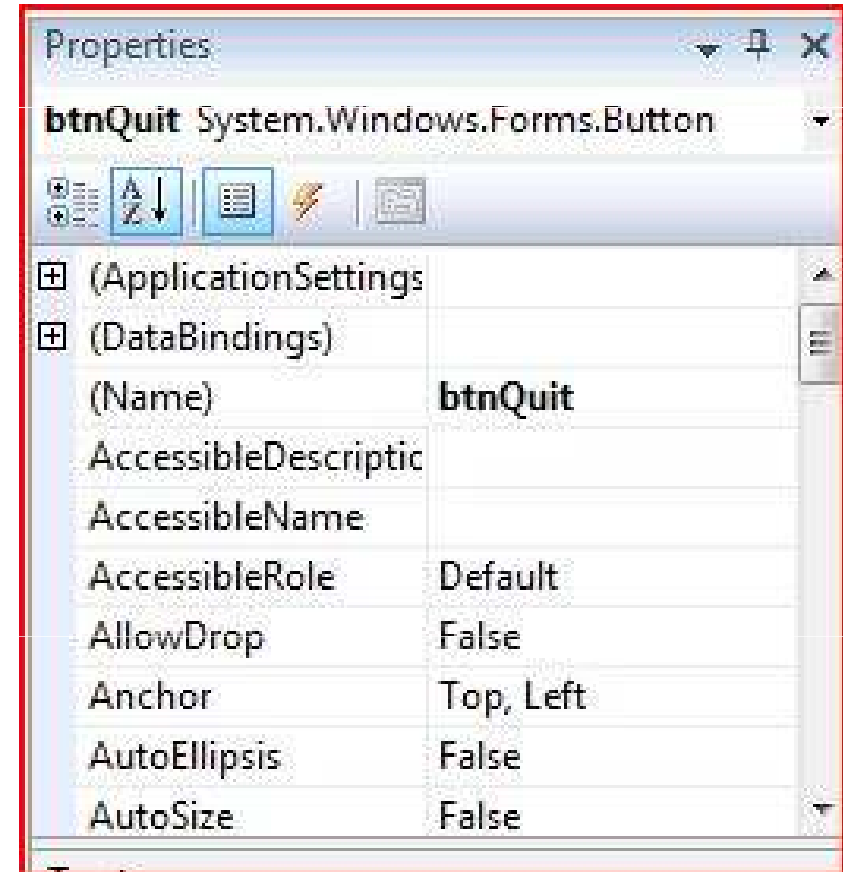 Properties
btnQuit System.Windows.Forms.Button
A
Z
(ApplicationSettings
(DataBindings)
(Name) btnQuit
AccessibleDescriptic
AccessibleName
AccessibleRole Default
AllowDrop False
Anchor Top, Left
AutoEllipsis False
AutoSize False